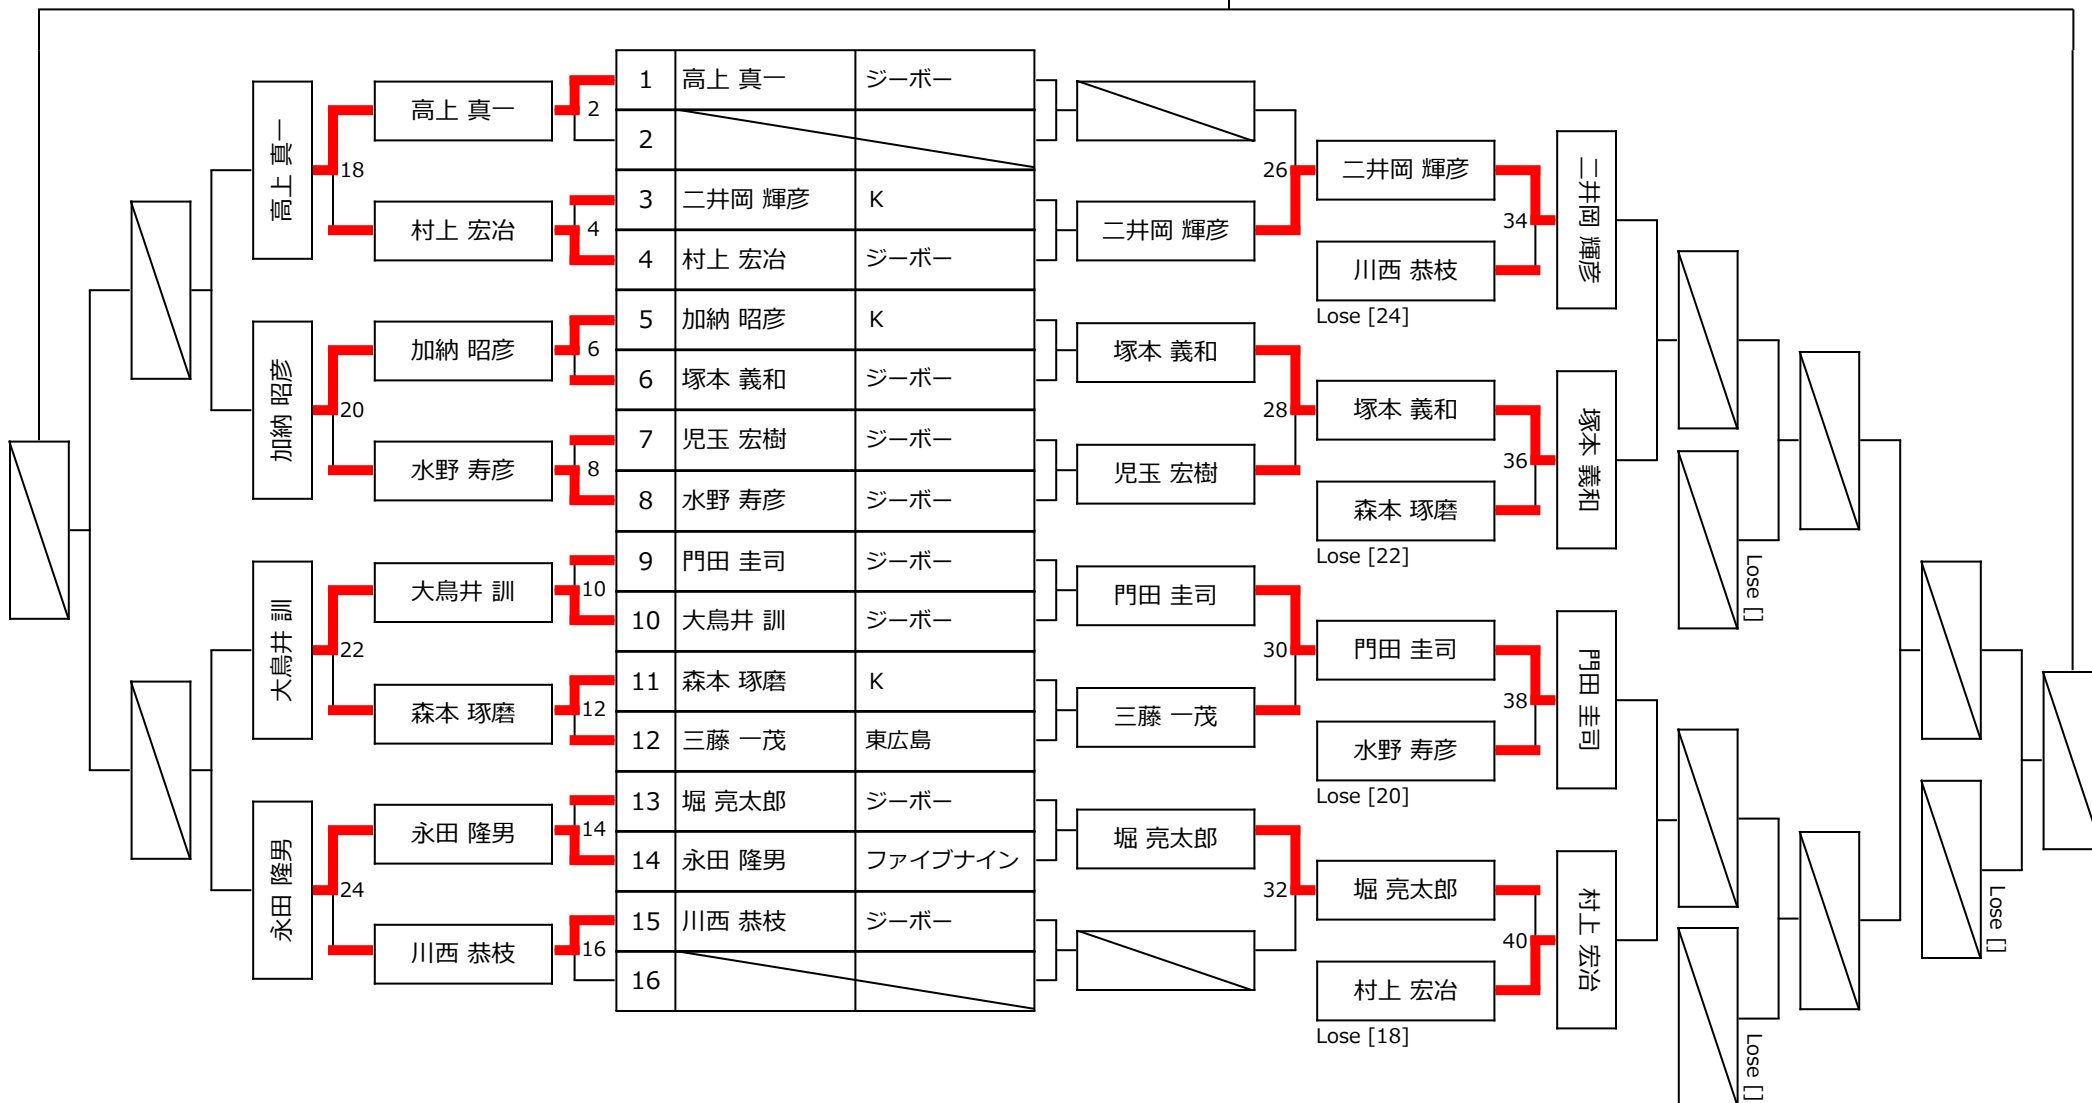 1 高上 真一 ジーボー
2
3 二井岡 輝彦 K
4 村上 宏冶 ジーボー
5 加納 昭彦 K
6 塚本 義和 ジーボー
7 児玉 宏樹 ジーボー
8 水野 寿彦 ジーボー
9 門田 圭司 ジーボー
10 大鳥井 訓 ジーボー
11 森本 琢磨 K
12 三藤 一茂 東広島
13 堀 亮太郎 ジーボー
14 永田 隆男 ファイブナイン
15 川西 恭枝 ジーボー
16
高上 真一
2
村上 宏冶
4
加納 昭彦
6
水野 寿彦
8
大鳥井 訓
10
森本 琢磨
12
永田 隆男
14
川西 恭枝
16
高上 真一
18
加納 昭彦
20
大鳥井 訓
22
永田 隆男
24
二井岡 輝彦
26
塚本 義和
児玉 宏樹
28
門田 圭司
三藤 一茂
30
堀 亮太郎
32
二井岡 輝彦
川西 恭枝
Lose [24]
34
塚本 義和
森本 琢磨
Lose [22]
36
門田 圭司
水野 寿彦
Lose [20]
38
堀 亮太郎
村上 宏冶
Lose [18]
40
二井岡 輝彦
塚本 義和
門田 圭司
村上 宏冶
Lose []
Lose []
Lose []